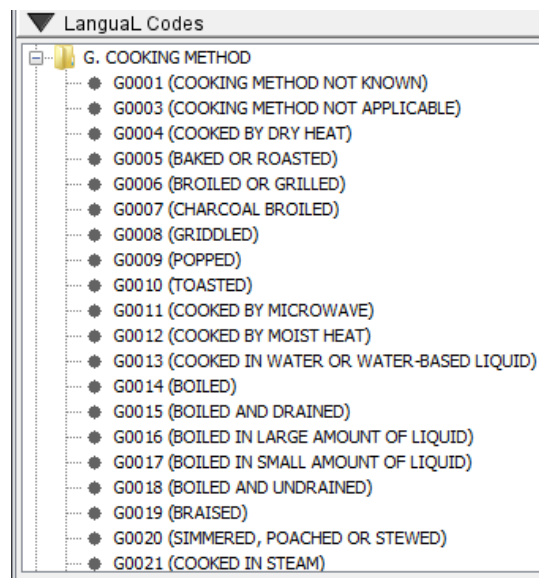 LanguaL Codes
G. COOKING METHOD
G0001 (COOKING METHOD NOT KNOWN)
G0003 (COOKING METHOD NOT APPLICABLE)
G0004 (COOKED BY DRY HEAT)
G0005 (BAKED OR ROASTED)
G0006 (BROILED OR GRILLED)
G0007 (CHARCOAL BROILED)
G0008 (GRIDDLED)
G0009 (POPPED)
G0010 (TOASTED)
G0011 (COOKED BY MICROWAVE)
G0012 (COOKED BY MOIST HEAT)
G0013 (COOKED IN WATER OR WATER-BASED LIQUID)
G0014 (BOILED)
G0015 (BOILED AND DRAINED)
G0016 (BOILED IN LARGE AMOUNT OF LIQUID)
G0017 (BOILED IN SMALL AMOUNT OF LIQUID)
G0018 (BOILED AND UNDRAINED)
G0019 (BRAISED)
G0020 (SIMMERED, POACHED OR STEWED)
G0021 (COOKED IN STEAM)